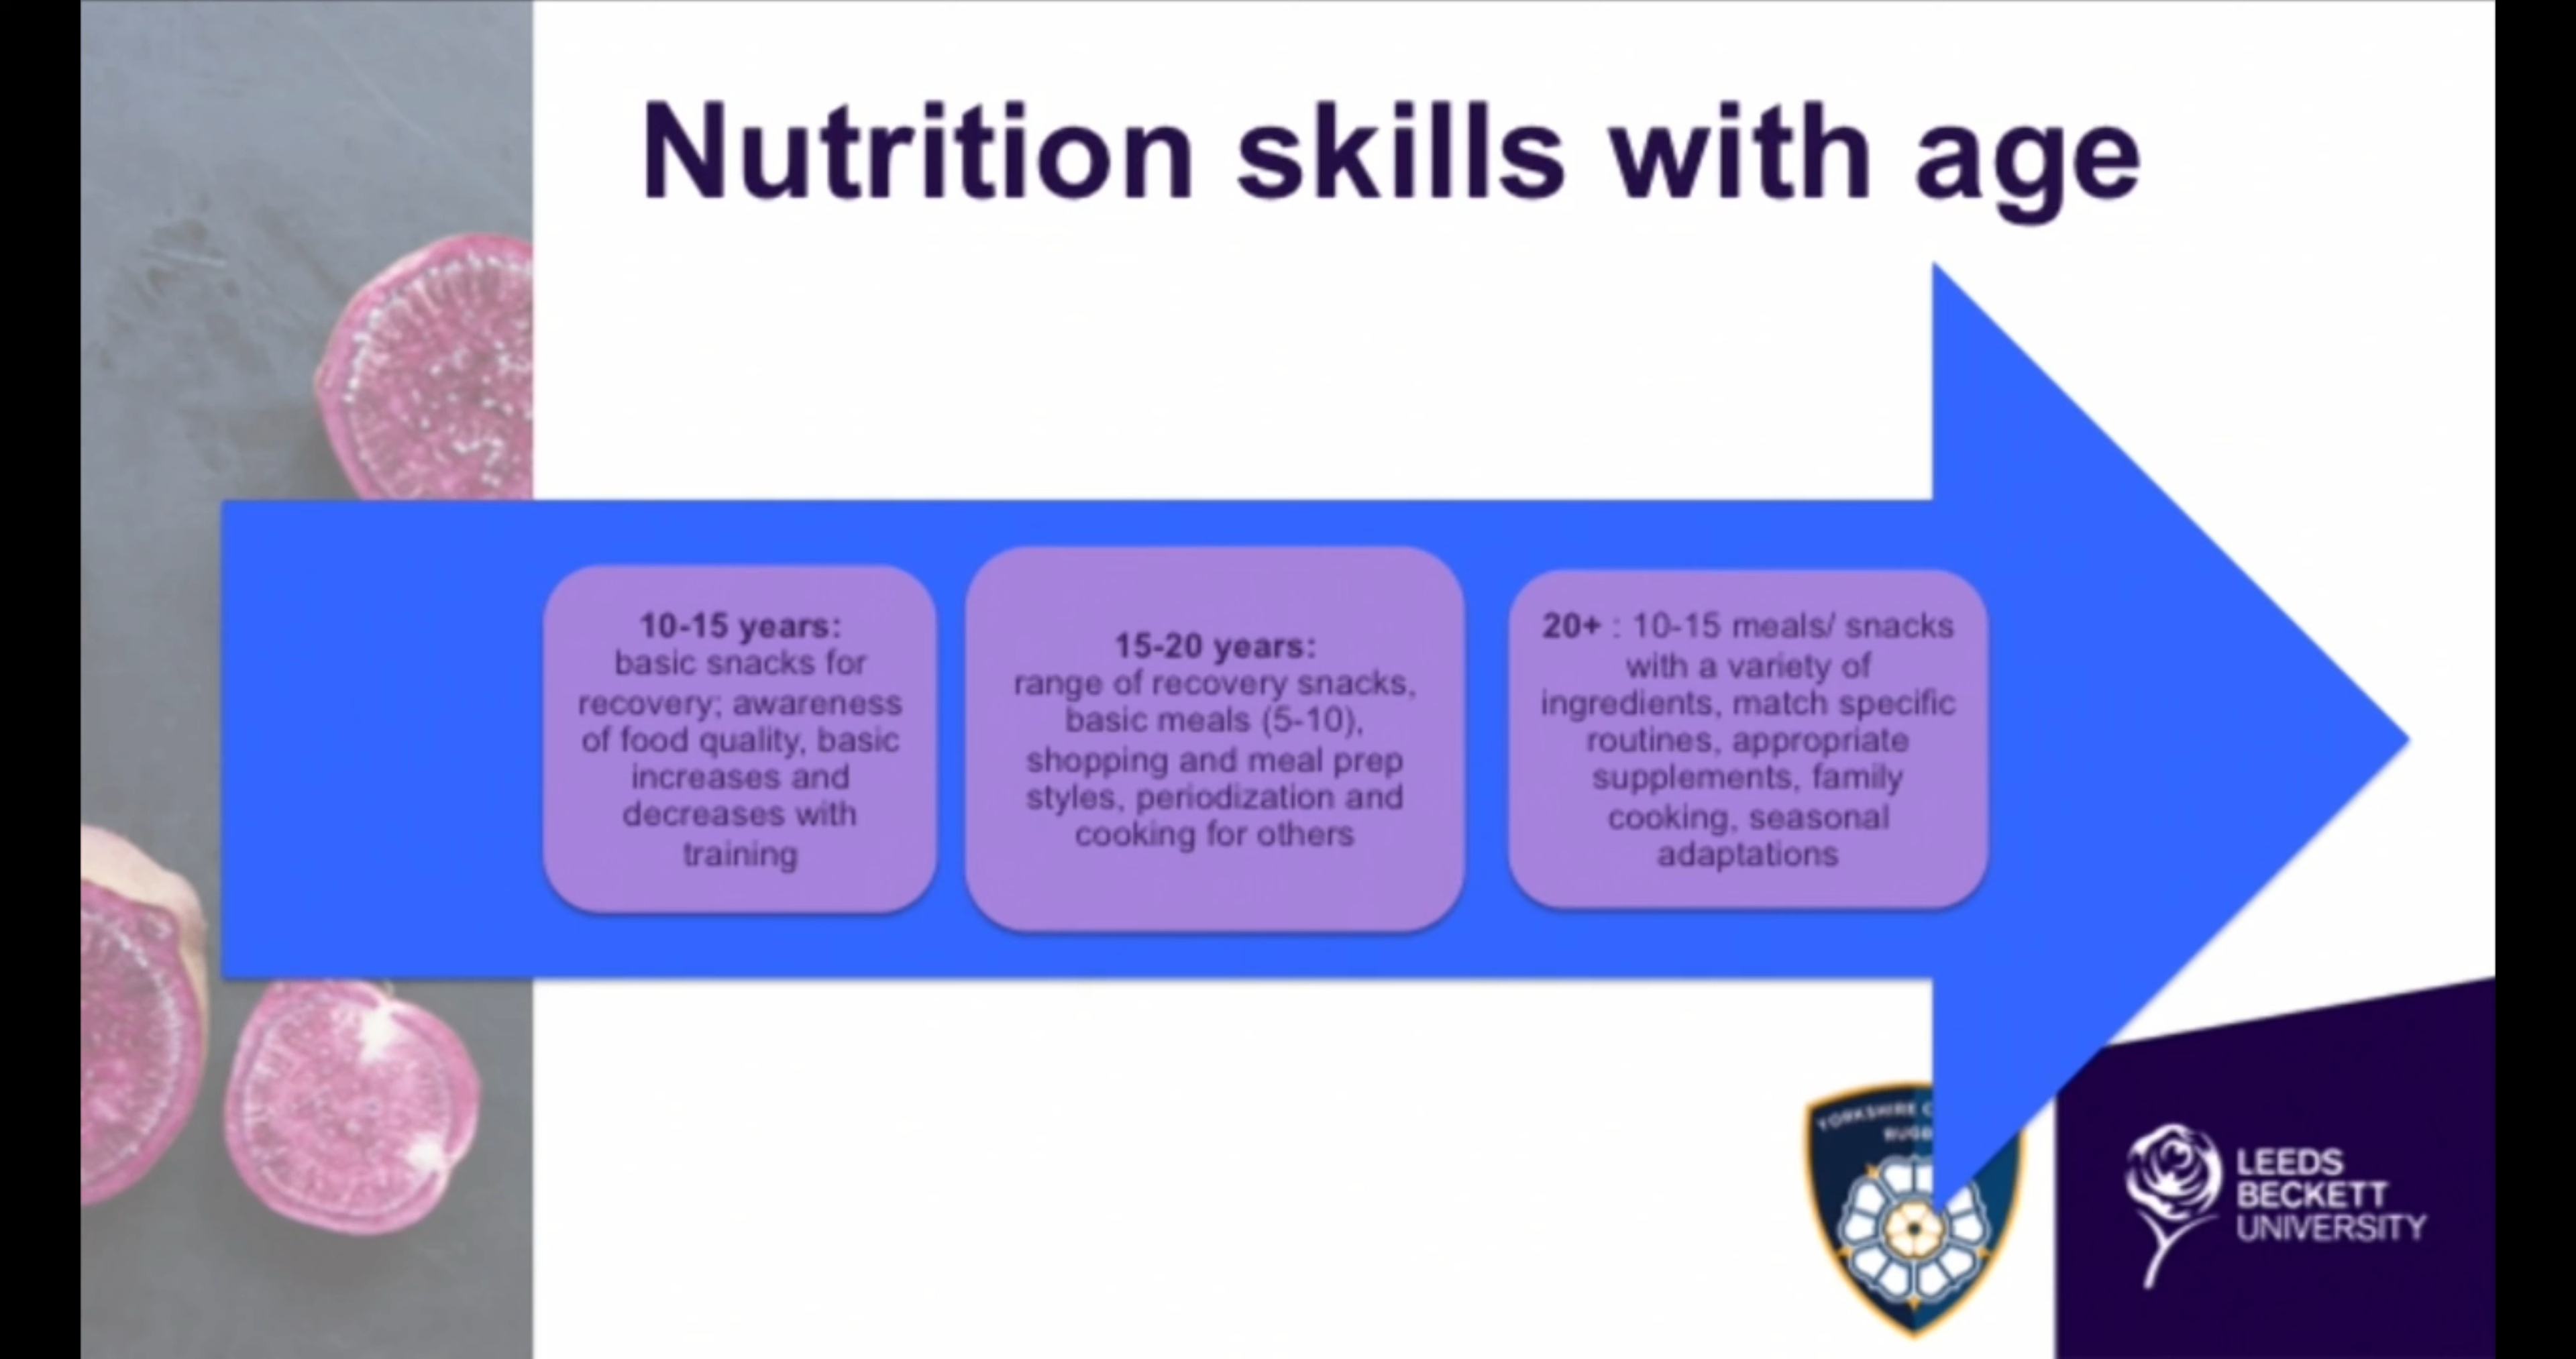 Nutrition skills with age
10-15 years:
basic snacks for
recovery; awareness
of food quality, basic
increases and
decreases with
training
15-20 years:
range of recovery snacks,
basic meals (5-10),
shopping and meal prep
styles, periodization and
cooking for others
20+ : 10-15 meals/ snacks
with a variety of
ingredients, match specific
routines, appropriate
supplements, family
cooking, seasonal
adaptations
YORKSHIRE
LEEDS
BECKETT
UNIVERSITY